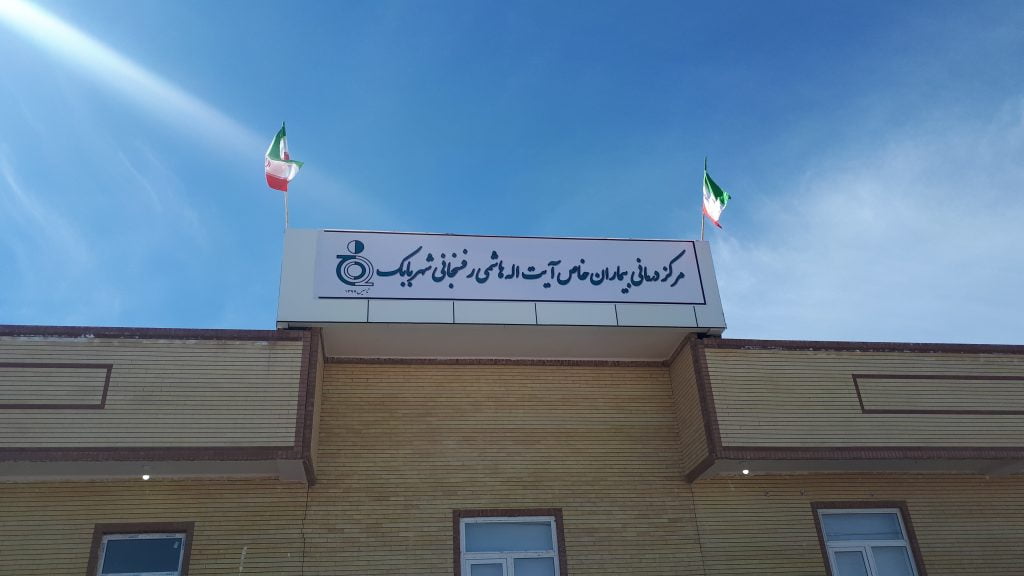 مرکز درمانی بیماران خاص آیت اله هاشمی رفسنجانی شهربابک